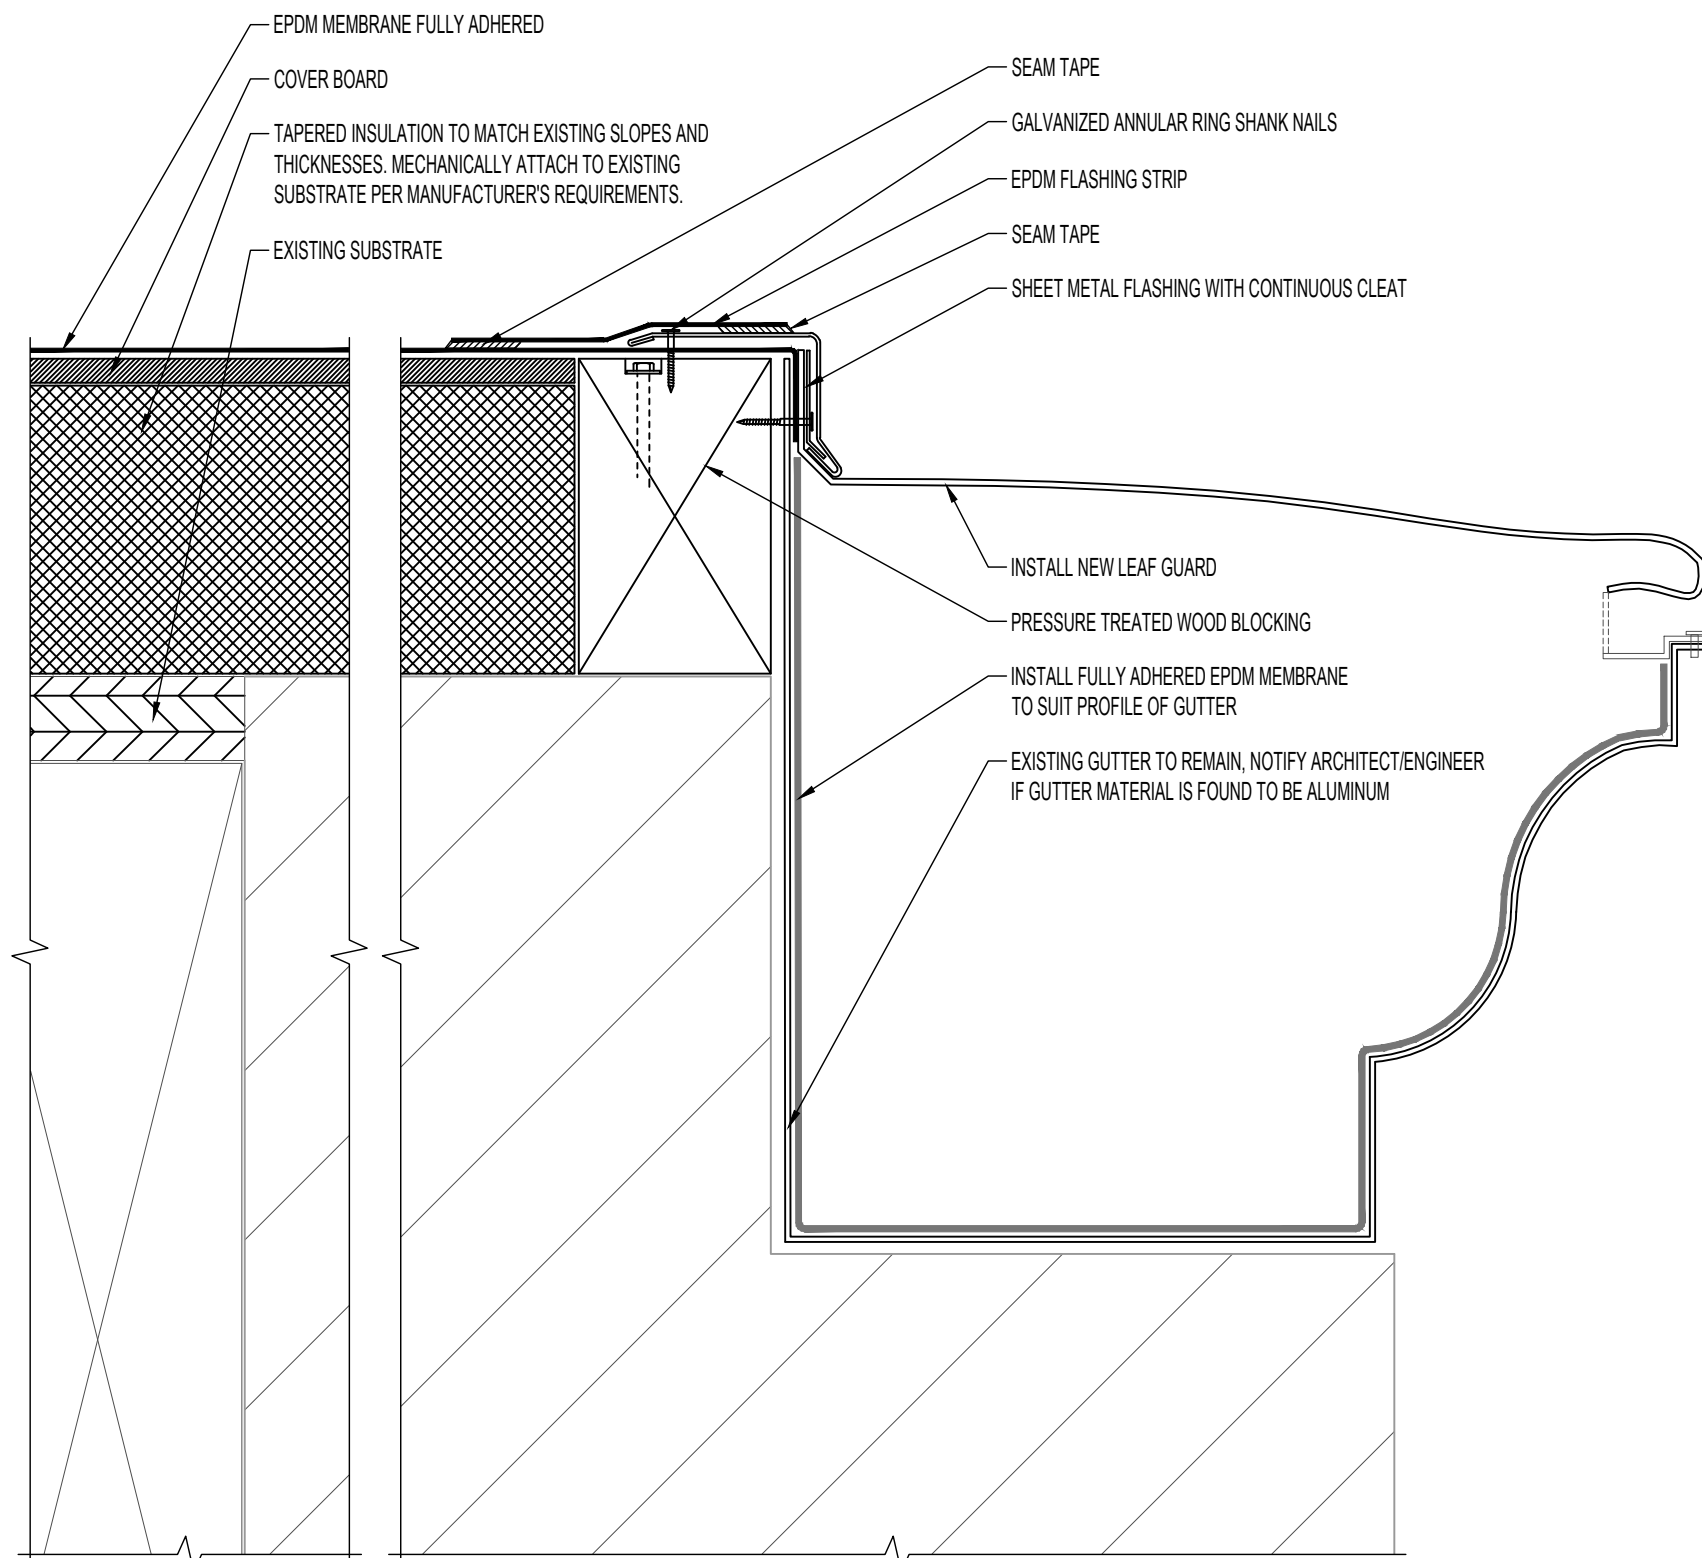 EPDM MEMBRANE FULLY ADHERED
COVER BOARD
TAPERED INSULATION TO MATCH EXISTING SLOPES AND
THICKNESSES. MECHANICALLY ATTACH TO EXISTING
SUBSTRATE PER MANUFACTURER'S REQUIREMENTS.
EXISTING SUBSTRATE
SEAM TAPE
GALVANIZED ANNULAR RING SHANK NAILS
EPDM FLASHING STRIP
SEAM TAPE
SHEET METAL FLASHING WITH CONTINUOUS CLEAT
INSTALL NEW LEAF GUARD
PRESSURE TREATED WOOD BLOCKING
INSTALL FULLY ADHERED EPDM MEMBRANE
TO SUIT PROFILE OF GUTTER
EXISTING GUTTER TO REMAIN, NOTIFY ARCHITECT/ENGINEER
IF GUTTER MATERIAL IS FOUND TO BE ALUMINUM